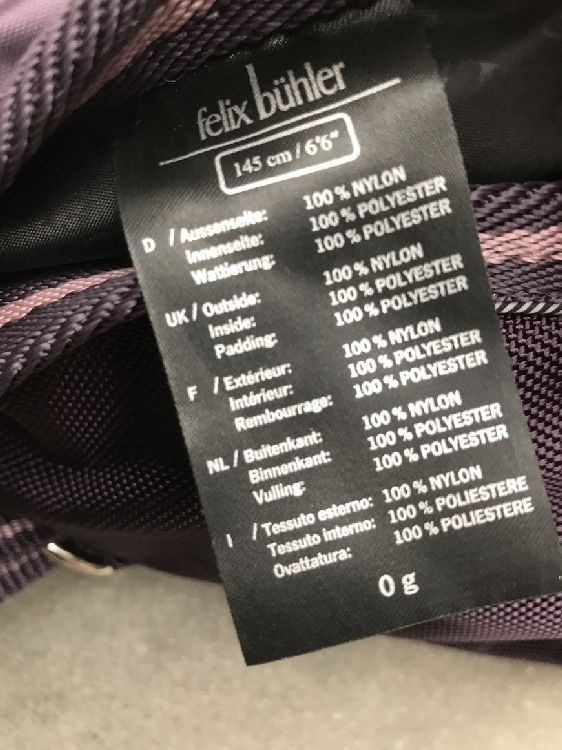 felix bühler
145 cm / 6'6"
D / Aussenseite: 100 % NYLON
Innenseite: 100 % POLYESTER
Wattierung: 100 % POLYESTER
UK / Outside: 100 % NYLON
Inside: 100 % POLYESTER
Padding: 100 % POLYESTER
F / Extérieur: 100 % NYLON
Intérieur: 100 % POLYESTER
Rembourrage: 100 % POLYESTER
NL / Buitenkant: 100 % NYLON
Binnenkant: 100 % POLYESTER
Vulling: 100 % POLYESTER
I / Tessuto esterno: 100 % NYLON
Tessuto interno: 100 % POLIESTERE
Ovattatura: 100 % POLIESTERE
0 g